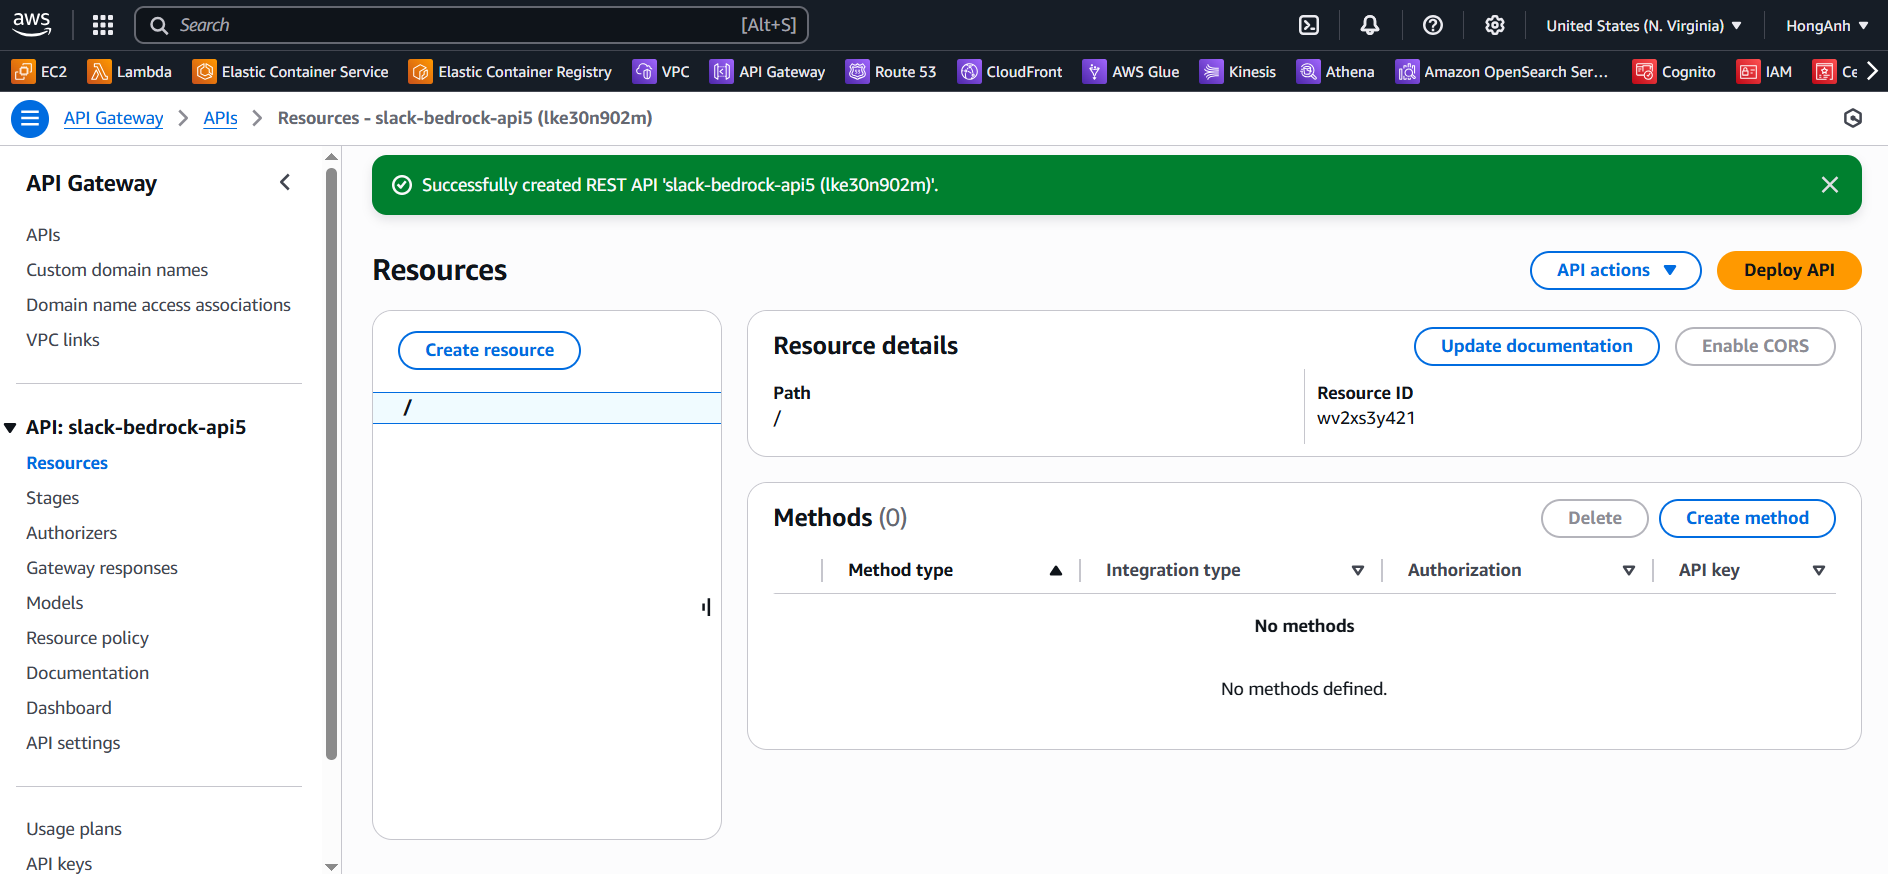 aws
Search [Alt+S]
United States (N. Virginia)
HongAnh
EC2 Lambda Elastic Container Service Elastic Container Registry VPC API Gateway Route 53 CloudFront AWS Glue Kinesis Athena Amazon OpenSearch Ser... Cognito IAM Ce
API Gateway > APIs > Resources - slack-bedrock-api5 (lke30n902m)
API Gateway
APIs
Custom domain names
Domain name access associations
VPC links
API: slack-bedrock-api5
Resources
Stages
Authorizers
Gateway responses
Models
Resource policy
Documentation
Dashboard
API settings
Usage plans
API keys
Successfully created REST API 'slack-bedrock-api5 (lke30n902m)'.
Resources
API actions
Deploy API
Create resource
/
Resource details
Update documentation
Enable CORS
Path
/
Resource ID
wv2xs3y421
Methods (0)
Delete
Create method
Method type Integration type Authorization API key
No methods
No methods defined.